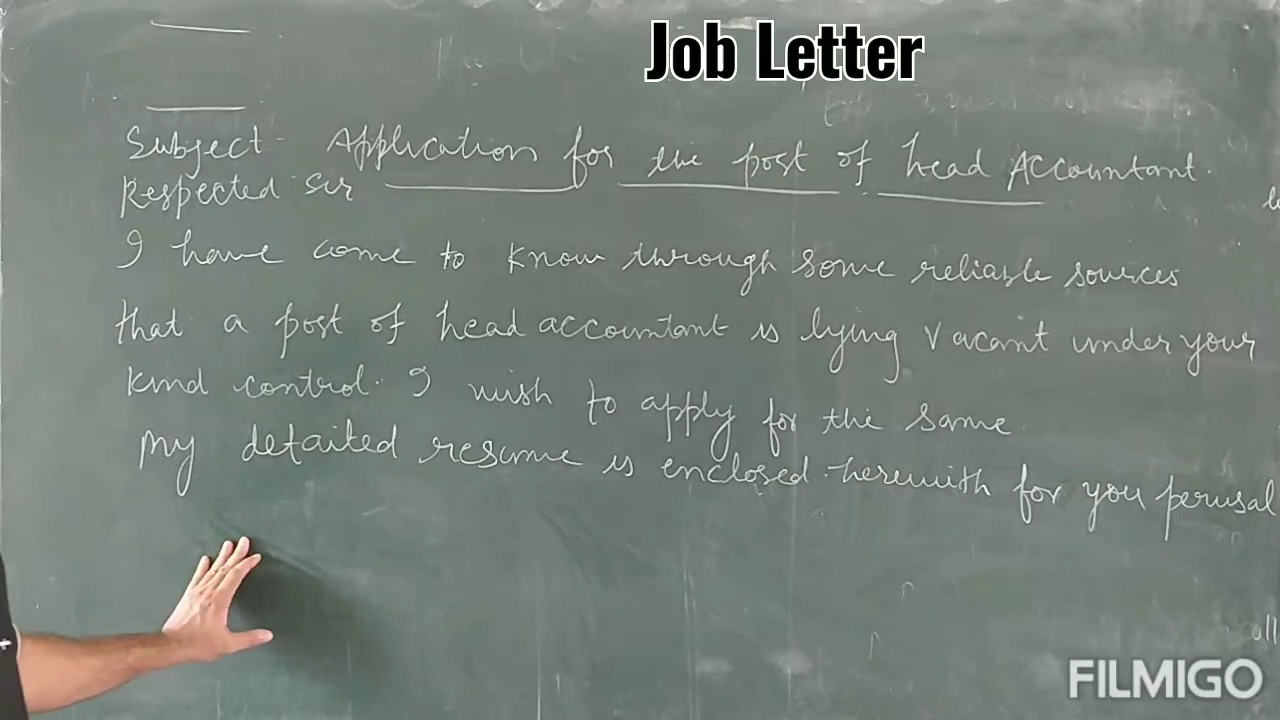 Job Letter
Subject- Application for the post of head Accountant.
Respected Sir
I have come to know through some reliable sources
that a post of head accountant is lying vacant under your
kind control. I wish to apply for the same.
My detailed resume is enclosed herewith for you perusal
FILMIGO